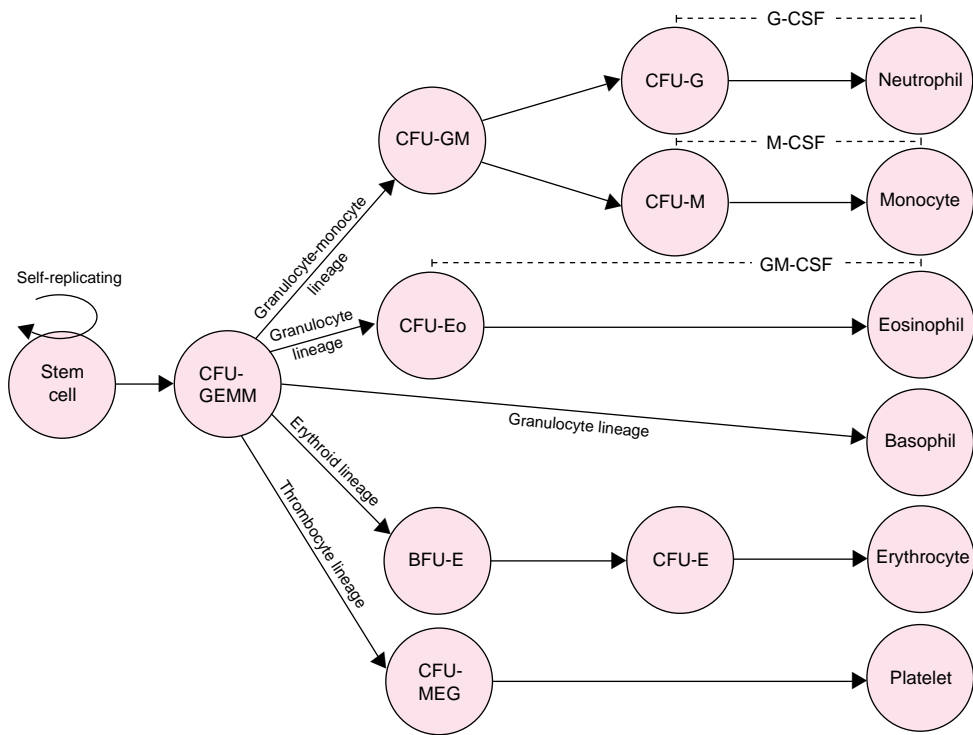 G-CSF
CFU-G
Neutrophil
CFU-GM
M-CSF
CFU-M
Monocyte
Granulocyte-monocyte
lineage
GM-CSF
Self-replicating
Granulocyte
lineage
CFU-Eo
Eosinophil
Stem
cell
CFU-
GEMM
Granulocyte lineage
Basophil
Erythroid lineage
Thrombocyte lineage
BFU-E
CFU-E
Erythrocyte
CFU-
MEG
Platelet